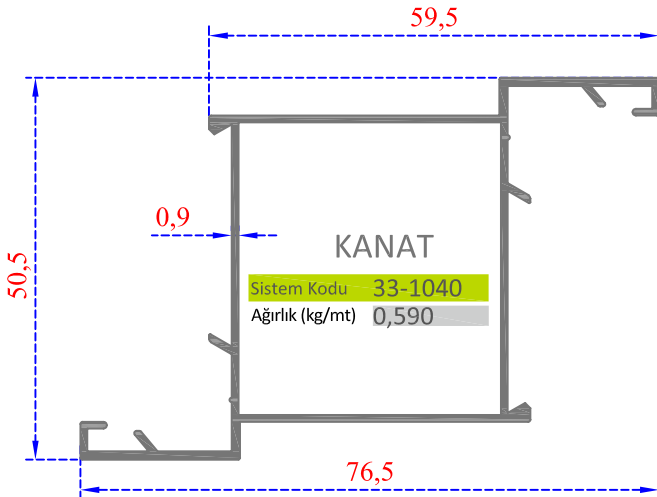 59,5
0,9
50,5
KANAT
Sistem Kodu 33-1040
Ağırlık (kg/mt) 0,590
76,5